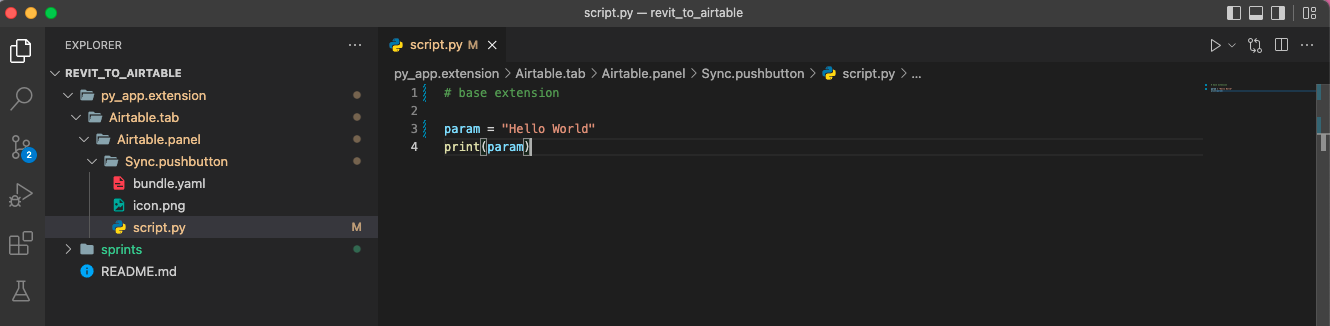 script.py — revit_to_airtable
EXPLORER
REVIT_TO_AIRTABLE
py_app.extension
Airtable.tab
Airtable.panel
Sync.pushbutton
bundle.yaml
icon.png
script.py M
sprints
README.md
2
script.py M
py_app.extension > Airtable.tab > Airtable.panel > Sync.pushbutton > script.py > ...
1 # base extension
2
3 param = "Hello World"
4 print(param)